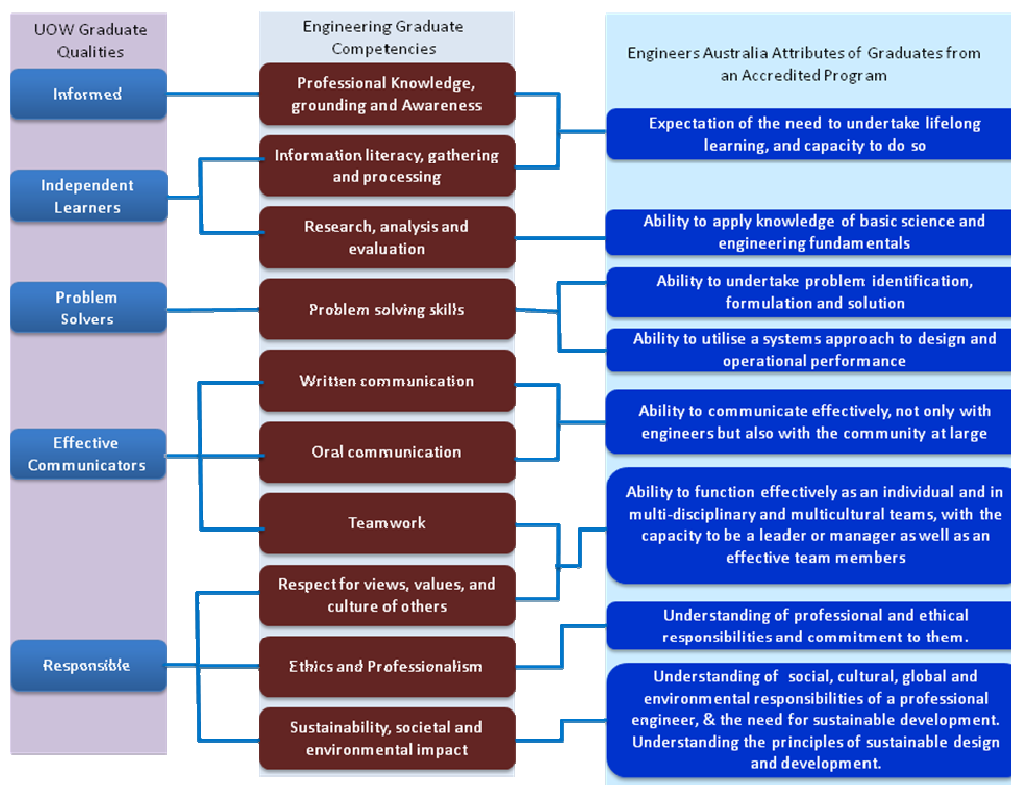 UOW Graduate
Qualities
Informed
Independent
Learners
Problem
Solvers
Effective
Communicators
Responsible
Engineering Graduate
Competencies
Professional Knowledge,
grounding and Awareness
Information literacy, gathering
and processing
Research, analysis and
evaluation
Problem solving skills
Written communication
Oral communication
Teamwork
Respect for views, values, and
culture of others
Ethics and Professionalism
Sustainability, societal and
environmental impact
Engineers Australia Attributes of Graduates from
an Accredited Program
Expectation of the need to undertake lifelong
learning, and capacity to do so
Ability to apply knowledge of basic science and
engineering fundamentals
Ability to undertake problem identification,
formulation and solution
Ability to utilise a systems approach to design and
operational performance
Ability to communicate effectively, not only with
engineers but also with the community at large
Ability to function effectively as an individual and in
multi-disciplinary and multicultural teams, with the
capacity to be a leader or manager as well as an
effective team members
Understanding of professional and ethical
responsibilities and commitment to them.
Understanding of social, cultural, global and
environmental responsibilities of a professional
engineer, & the need for sustainable development.
Understanding the principles of sustainable design
and development.